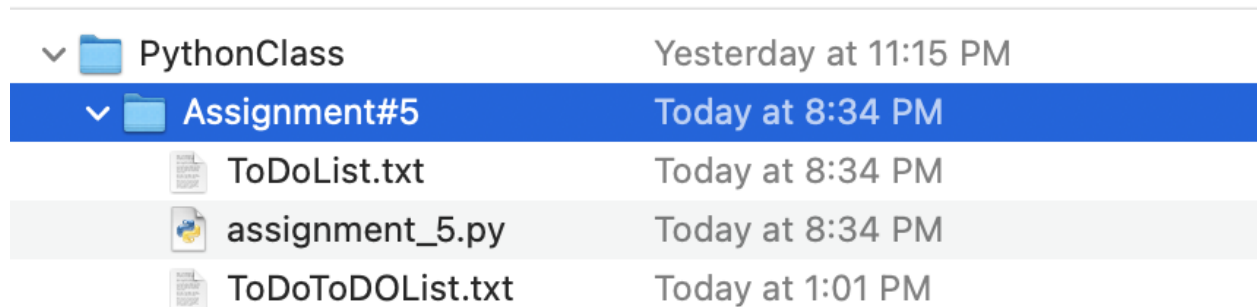 PythonClass Yesterday at 11:15 PM
Assignment#5 Today at 8:34 PM
ToDoList.txt Today at 8:34 PM
assignment_5.py Today at 8:34 PM
ToDoToDOList.txt Today at 1:01 PM